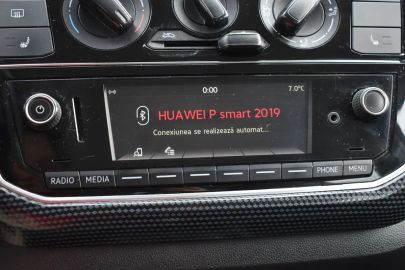 0:00 7.0°C
HUAWEI P smart 2019
Conexiunea se realizează automat...
RADIO MEDIA PHONE MENU